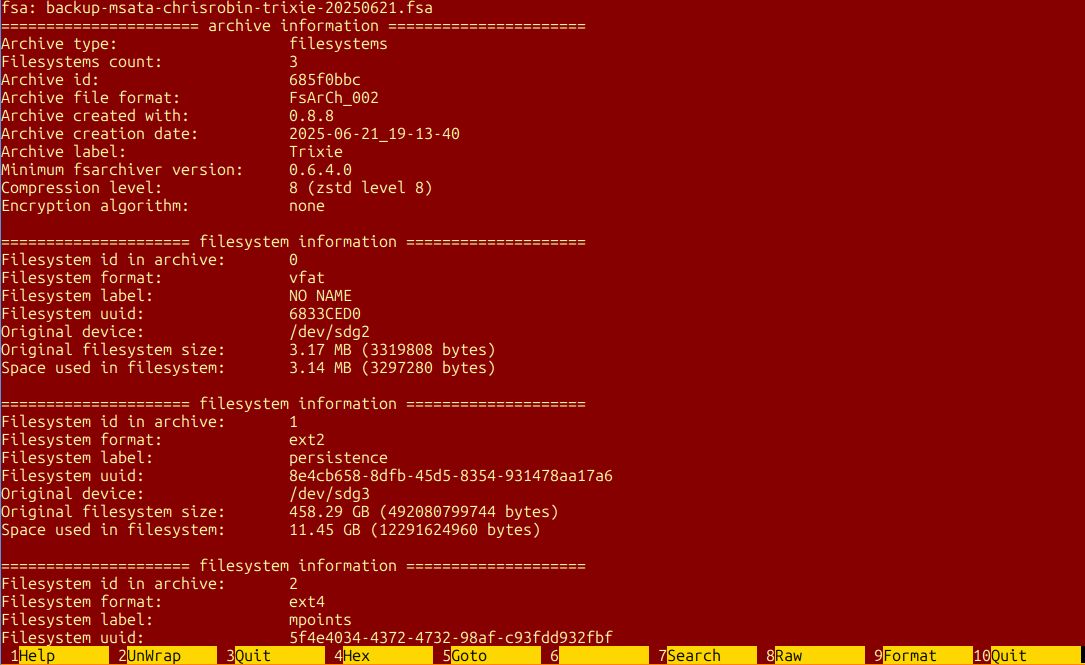 fsa: backup-msata-chrisrobin-trixie-20250621.fsa
====================== archive information ======================
Archive type:                   filesystems
Filesystems count:              3
Archive id:                     685f0bbc
Archive file format:            FsArCh_002
Archive created with:           0.8.8
Archive creation date:          2025-06-21_19-13-40
Archive label:                  Trixie
Minimum fsarchiver version:     0.6.4.0
Compression level:              8 (zstd level 8)
Encryption algorithm:           none

===================== filesystem information ====================
Filesystem id in archive:       0
Filesystem format:              vfat
Filesystem label:               NO NAME
Filesystem uuid:                6833CED0
Original device:                /dev/sdg2
Original filesystem size:       3.17 MB (3319808 bytes)
Space used in filesystem:       3.14 MB (3297280 bytes)

===================== filesystem information ====================
Filesystem id in archive:       1
Filesystem format:              ext2
Filesystem label:               persistence
Filesystem uuid:                8e4cb658-8dfb-45d5-8354-931478aa17a6
Original device:                /dev/sdg3
Original filesystem size:       458.29 GB (492080799744 bytes)
Space used in filesystem:       11.45 GB (12291624960 bytes)

===================== filesystem information ====================
Filesystem id in archive:       2
Filesystem format:              ext4
Filesystem label:               mpoints
Filesystem uuid:                5f4e4034-4372-4732-98af-c93fdd932fbf
1Help 2UnWrap 3Quit 4Hex 5Goto 6 7Search 8Raw 9Format 10Quit